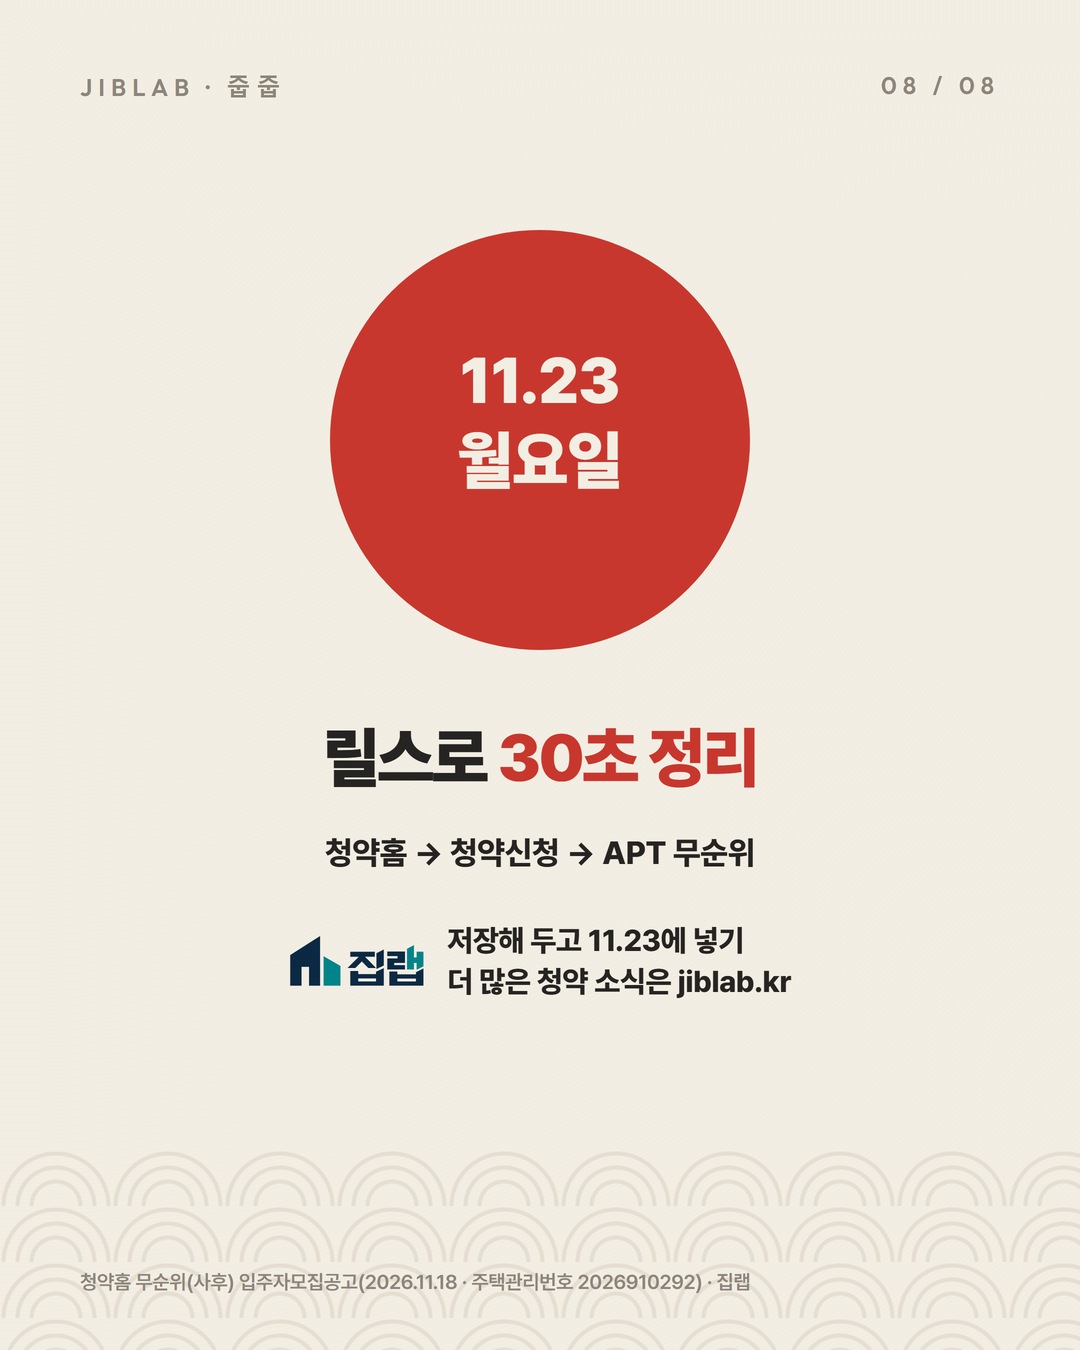 JIBLAB · 줍줍
08 / 08
11.23
월요일
릴스로 30초 정리
청약홈 → 청약신청 → APT 무순위
집랩
저장해 두고 11.23에 넣기
더 많은 청약 소식은 jiblab.kr
청약홈 무순위(사후) 입주자모집공고(2026.11.18 · 주택관리번호 2026910292) · 집랩